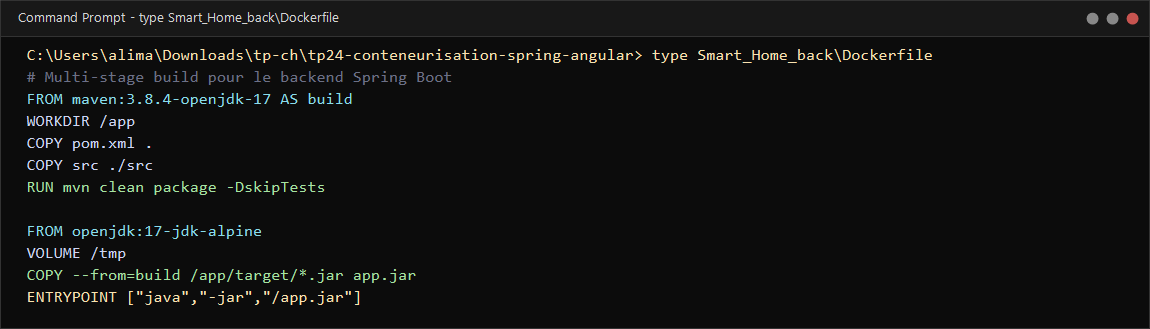 Command Prompt - type Smart_Home_back\Dockerfile
C:\Users\alima\Downloads\tp-ch\tp24-conteneurisation-spring-angular> type Smart_Home_back\Dockerfile
# Multi-stage build pour le backend Spring Boot
FROM maven:3.8.4-openjdk-17 AS build
WORKDIR /app
COPY pom.xml .
COPY src ./src
RUN mvn clean package -DskipTests
FROM openjdk:17-jdk-alpine
VOLUME /tmp
COPY --from=build /app/target/*.jar app.jar
ENTRYPOINT ["java","-jar","/app.jar"]